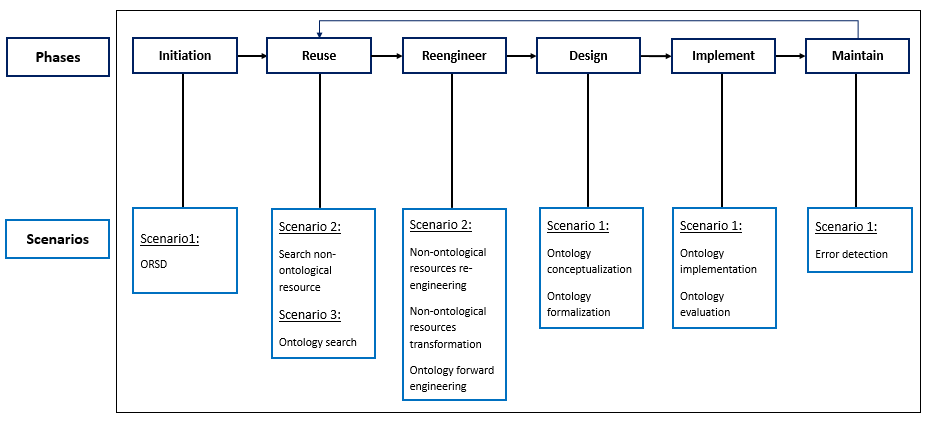 Phases
Initiation
Reuse
Reengineer
Design
Implement
Maintain
Scenarios
Scenario1:
ORSD
Scenario 2:
Search non-
ontological
resource
Scenario 3:
Ontology search
Scenario 2:
Non-ontological
resources re-
engineering
Non-ontological
resources
transformation
Ontology forward
engineering
Scenario 1:
Ontology
conceptualization
Ontology
formalization
Scenario 1:
Ontology
implementation
Ontology
evaluation
Scenario 1:
Error detection